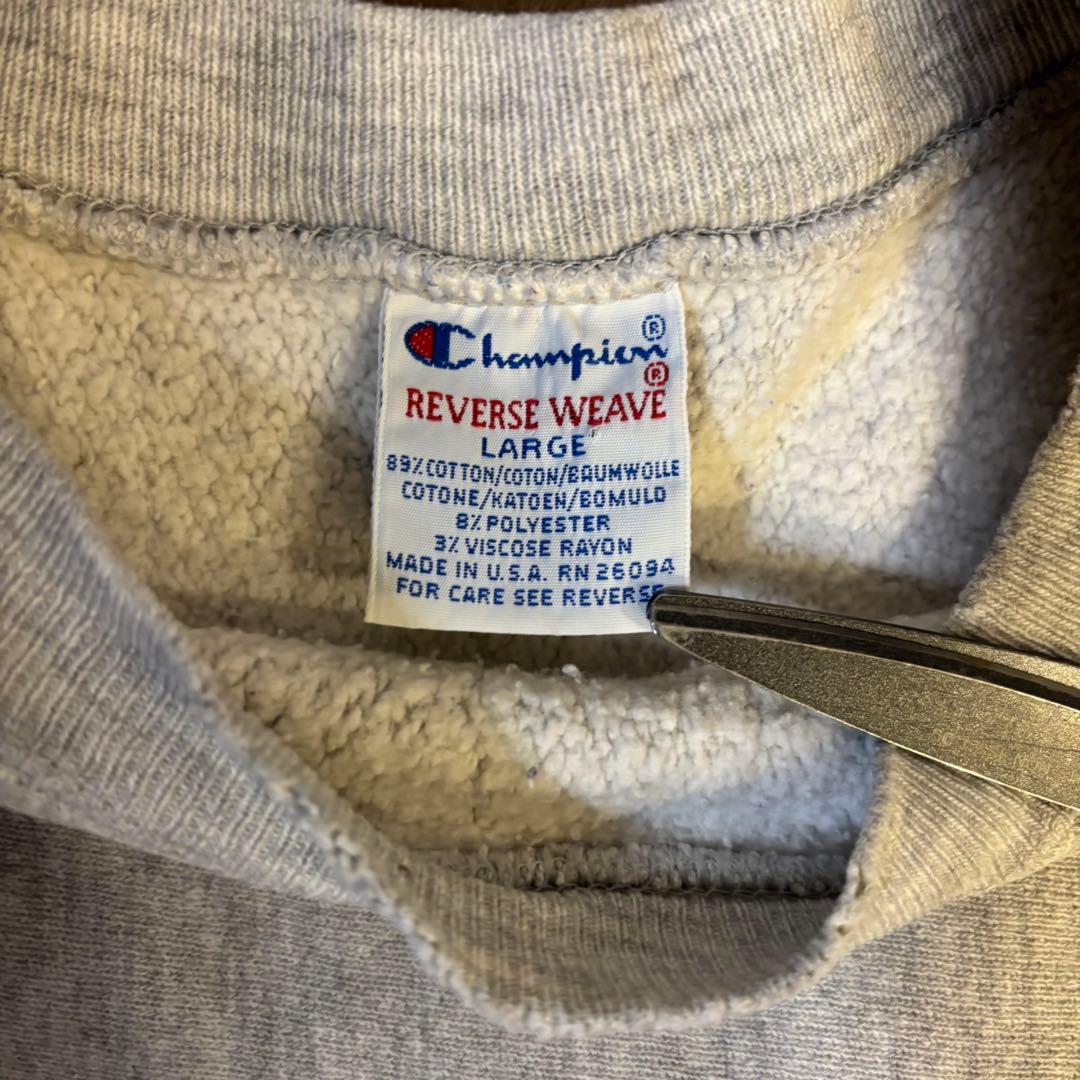 Champion®
REVERSE WEAVE®
LARGE
89% COTTON/COTON/BAUMWOLLE
COTONE/KATOEN/BOMULD
8% POLYESTER
3% VISCOSE RAYON
MADE IN U.S.A. RN 26094
FOR CARE SEE REVERSE